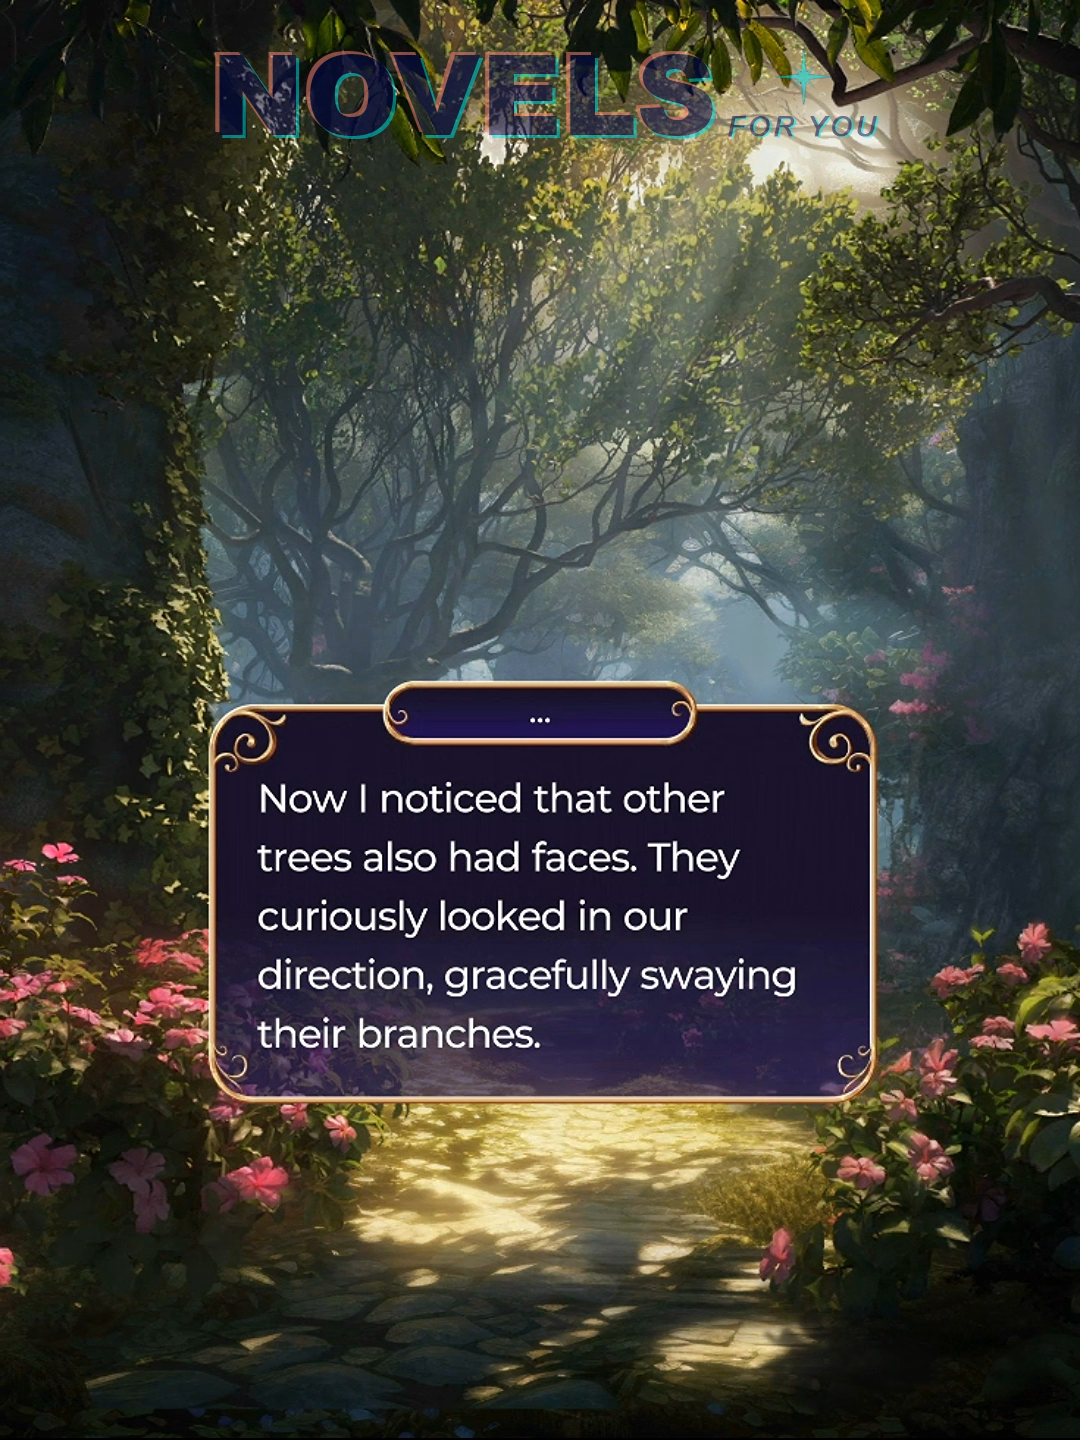 NOVELS
FOR YOU
...
Now I noticed that other
trees also had faces. They
curiously looked in our
direction, gracefully swaying
their branches.